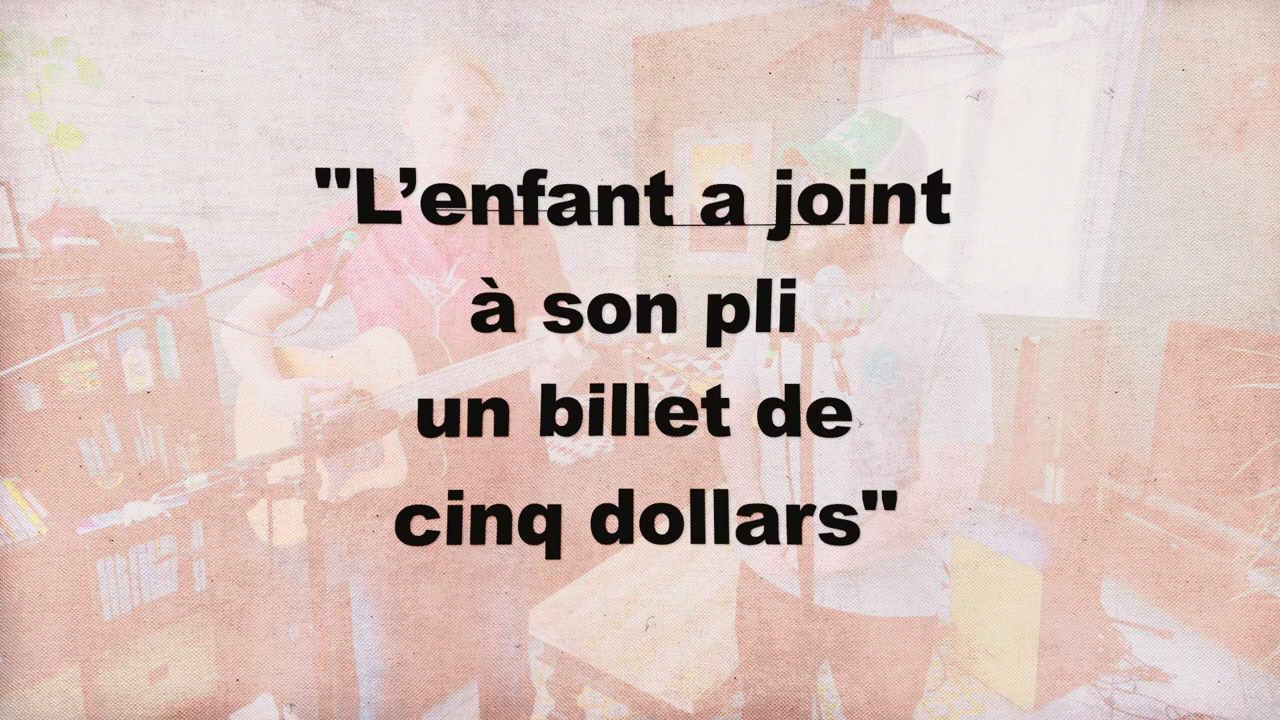 "L’enfant a joint
à son pli
un billet de
cinq dollars"